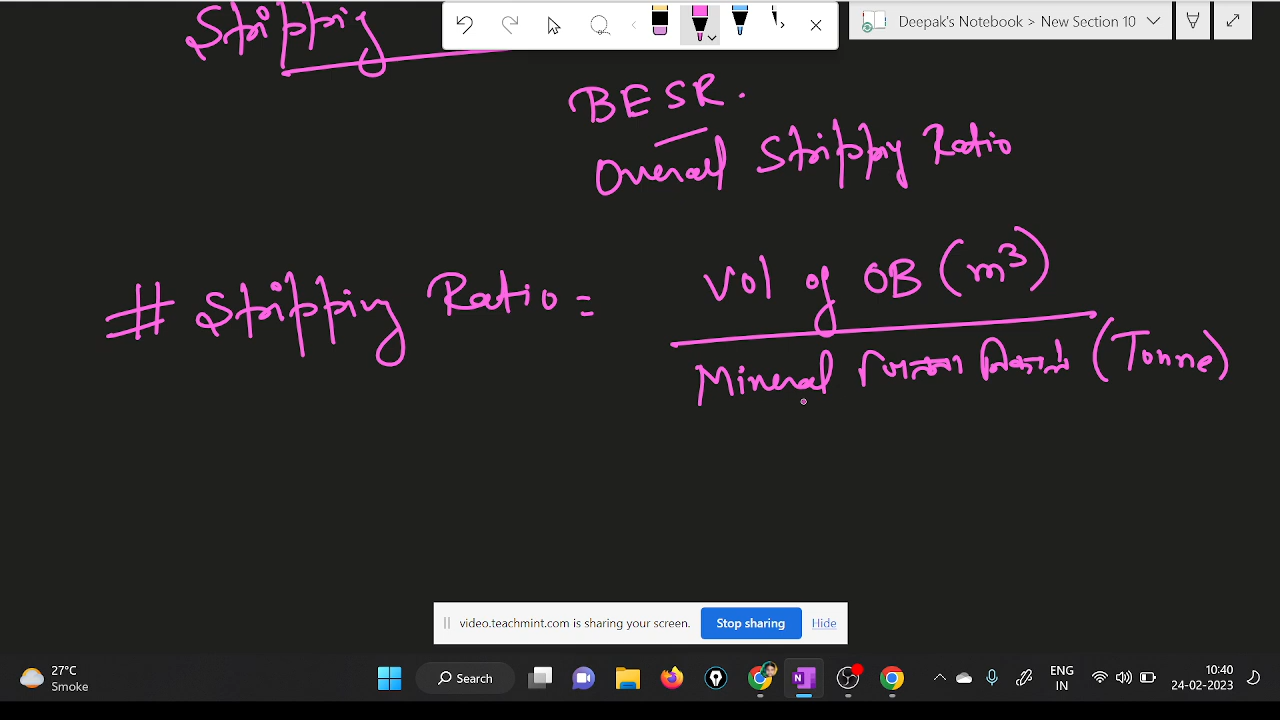 Stripping
Deepak's Notebook > New Section 10
BESR.
Overall Stripping Ratio
# Stripping Ratio =
Vol of OB (m³)
Mineral (Tonne)
video.teachmint.com is sharing your screen.
Stop sharing
Hide
27°C
Smoke
Search
ENG
IN
10:40
24-02-2023